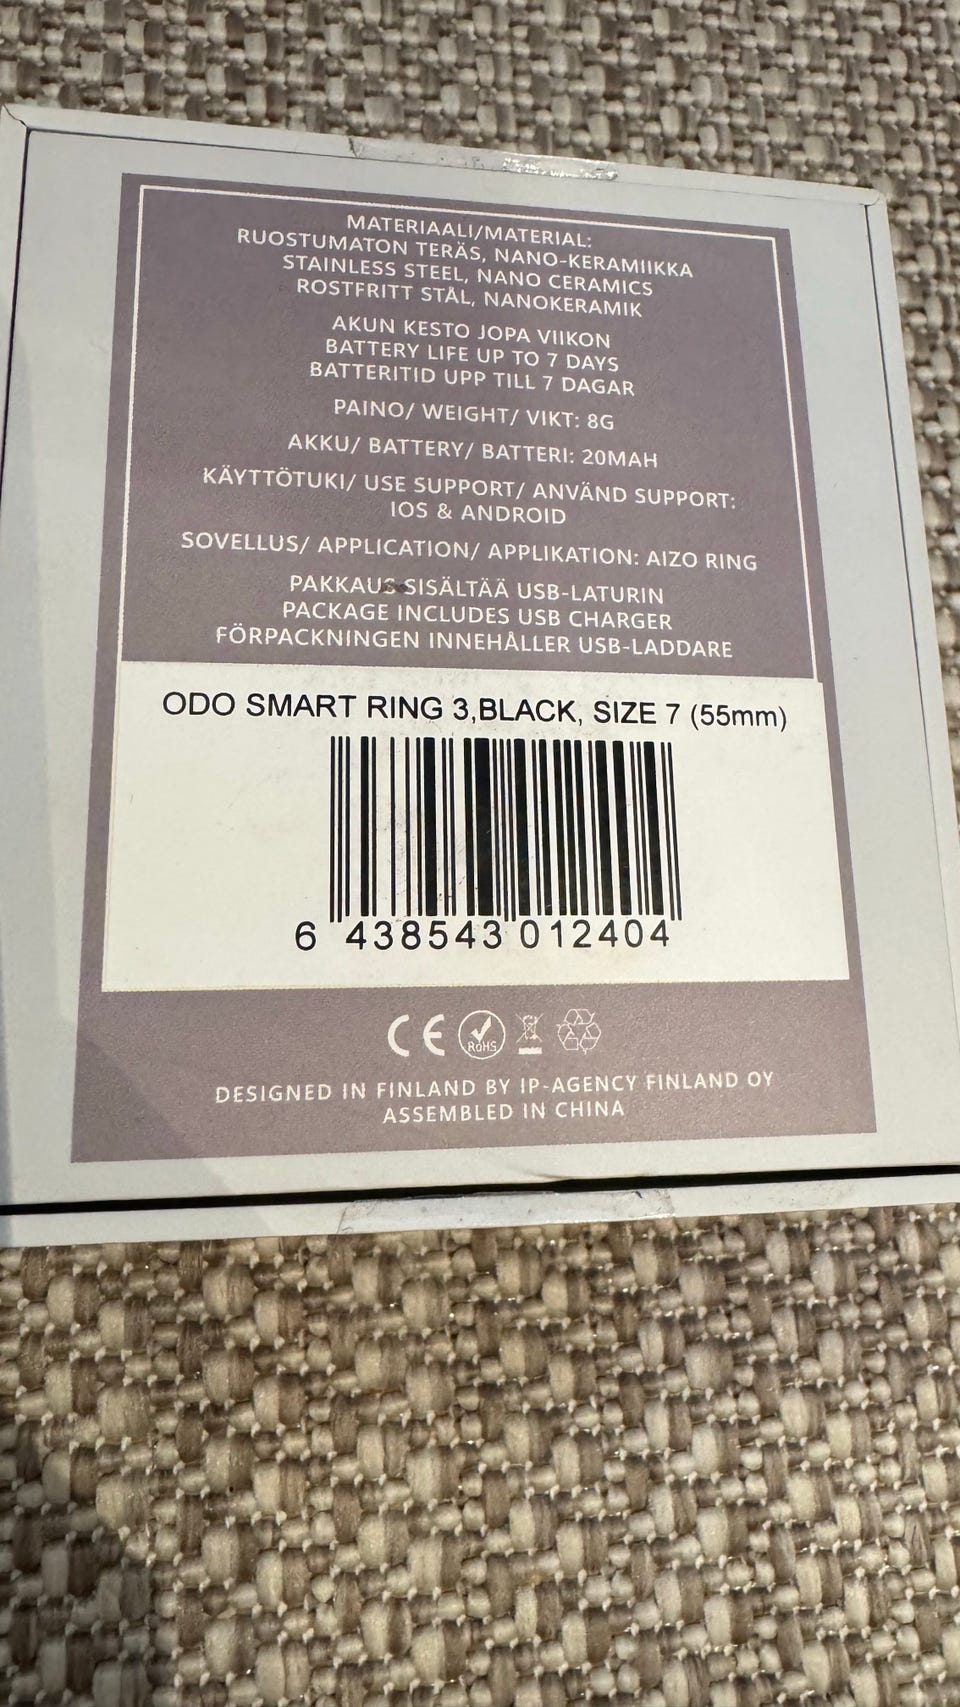 MATERIAALI/MATERIAL:
RUOSTUMATON TERÄS, NANO-KERAMIIKKA
STAINLESS STEEL, NANO CERAMICS
ROSTFRITT STÅL, NANOKERAMIK
AKUN KESTO JOPA VIIKON
BATTERY LIFE UP TO 7 DAYS
BATTERITID UPP TILL 7 DAGAR
PAINO/ WEIGHT/ VIKT: 8G
AKKU/ BATTERY/ BATTERI: 20MAH
KÄYTTÖTUKI/ USE SUPPORT/ ANVÄND SUPPORT:
IOS & ANDROID
SOVELLUS/ APPLICATION/ APPLIKATION: AIZO RING
PAKKAUS SISÄLTÄÄ USB-LATURIN
PACKAGE INCLUDES USB CHARGER
FÖRPACKNINGEN INNEHÅLLER USB-LADDARE
ODO SMART RING 3,BLACK, SIZE 7 (55mm)
6 438543 012404
CE RoHS
DESIGNED IN FINLAND BY IP-AGENCY FINLAND OY
ASSEMBLED IN CHINA